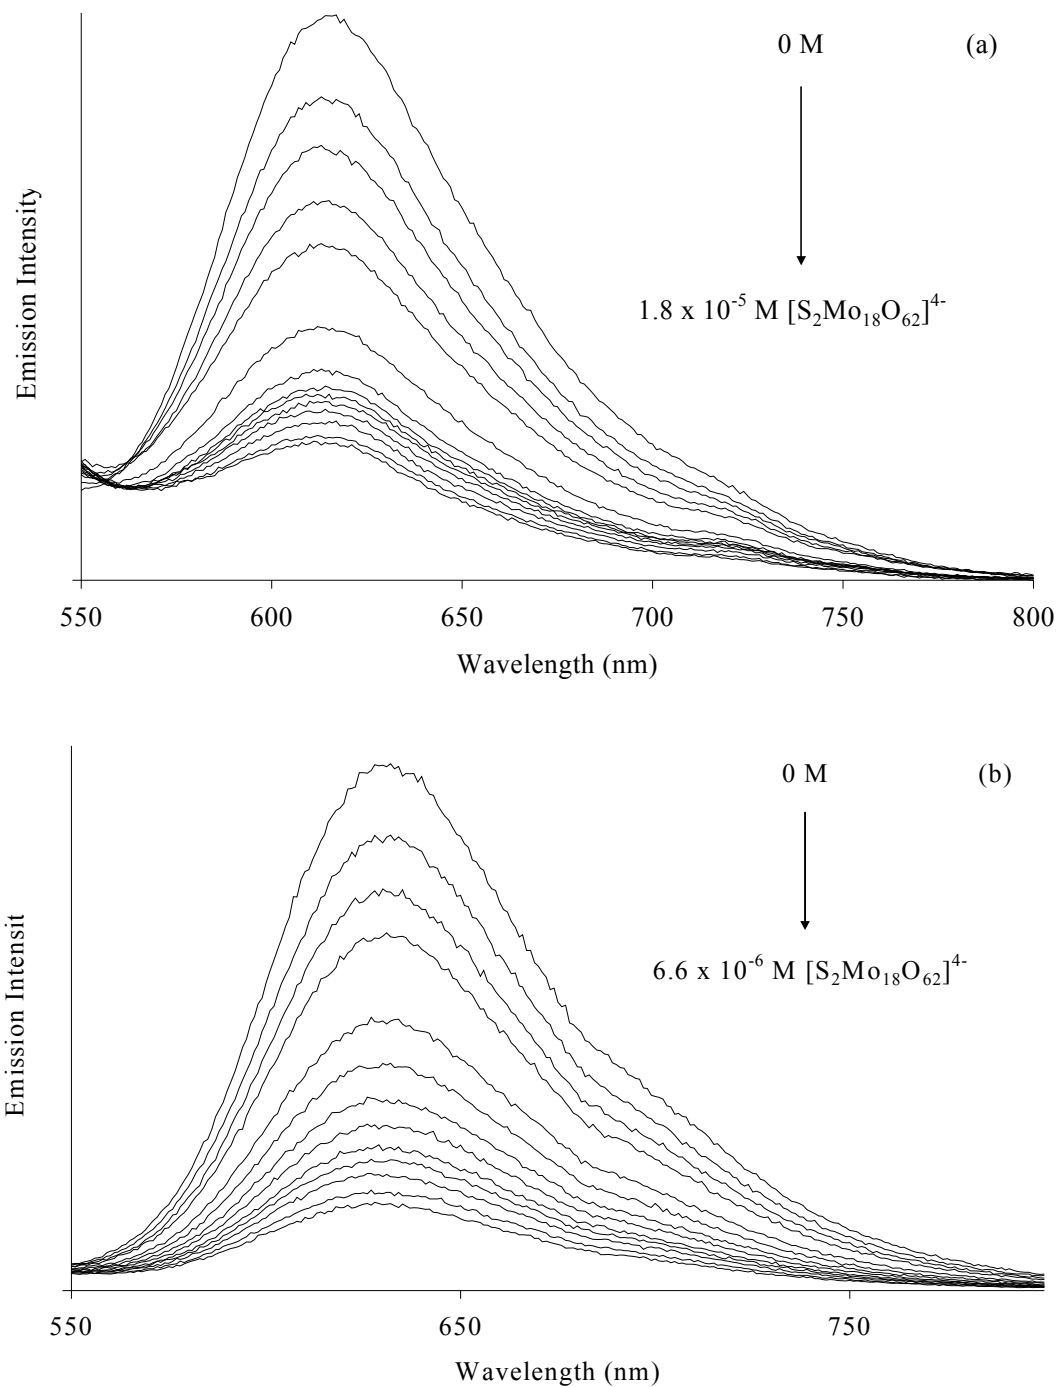 0 M (a)
Emission Intensity
1.8 x 10⁻⁵ M [S₂Mo₁₈O₆₂]⁴⁻
550 600 650 700 750 800
Wavelength (nm)
0 M (b)
Emission Intensit
6.6 x 10⁻⁶ M [S₂Mo₁₈O₆₂]⁴⁻
550 650 750
Wavelength (nm)